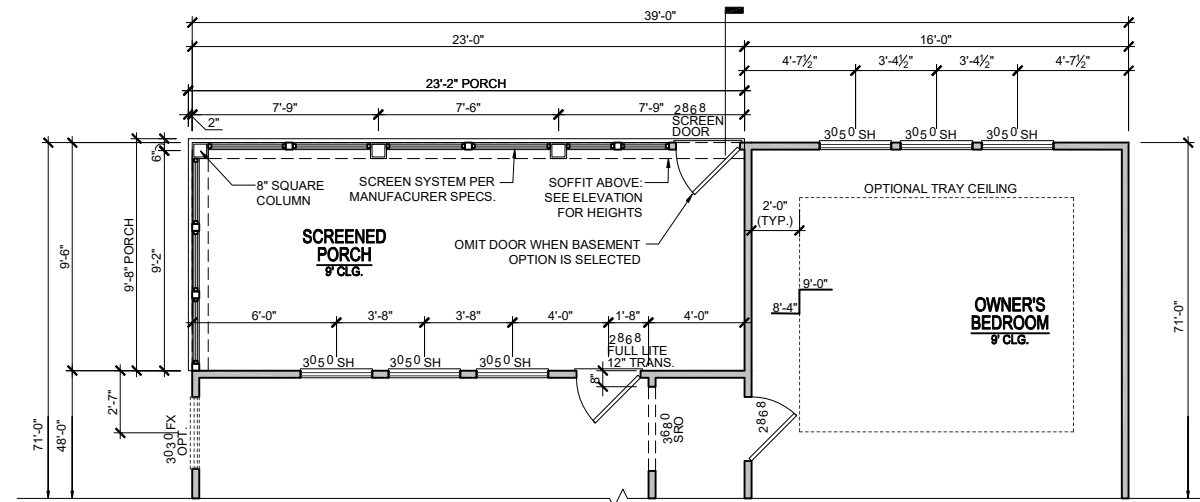 39'-0"
23'-0"
16'-0"
4'-7½"
3'-4½"
3'-4½"
4'-7½"
23'-2" PORCH
7'-9"
7'-6"
7'-9"
2868
SCREEN
DOOR
2"
6"
3050 SH
3050 SH
3050 SH
8" SQUARE
COLUMN
SCREEN SYSTEM PER
MANUFACURER SPECS.
SOFFIT ABOVE:
SEE ELEVATION
FOR HEIGHTS
OPTIONAL TRAY CEILING
2'-0"
(TYP.)
SCREENED
PORCH
9' CLG.
OMIT DOOR WHEN BASEMENT
OPTION IS SELECTED
9'-6"
9'-8" PORCH
9'-2"
9'-0"
8'-4"
OWNER'S
BEDROOM
9' CLG.
71'-0"
6'-0"
3'-8"
3'-8"
4'-0"
1'-8"
4'-0"
2868
FULL LITE
12" TRANS.
3050 SH
3050 SH
3050 SH
8"
2'-7"
3030 FX
OPT.
3680
SRO
2868
71'-0"
48'-0"